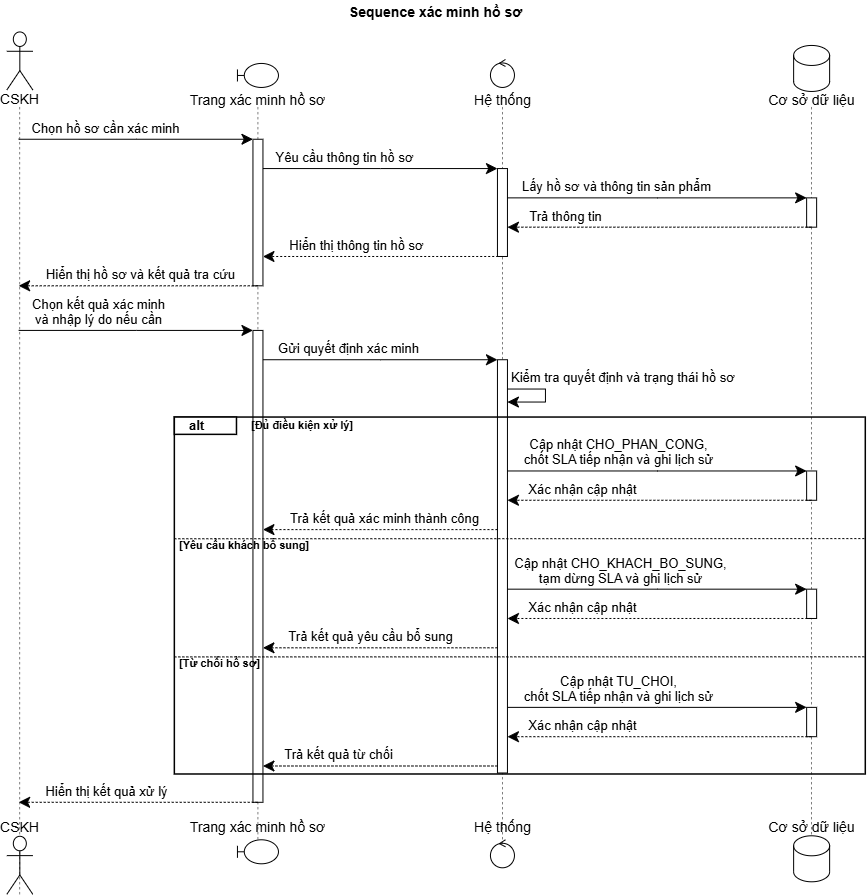 Sequence xác minh hồ sơ
CSKH
Trang xác minh hồ sơ
Hệ thống
Cơ sở dữ liệu
Chọn hồ sơ cần xác minh
Yêu cầu thông tin hồ sơ
Lấy hồ sơ và thông tin sản phẩm
Trả thông tin
Hiển thị thông tin hồ sơ
Hiển thị hồ sơ và kết quả tra cứu
Chọn kết quả xác minh
và nhập lý do nếu cần
Gửi quyết định xác minh
Kiểm tra quyết định và trạng thái hồ sơ
alt
[Đủ điều kiện xử lý]
Cập nhật CHO_PHAN_CONG,
chốt SLA tiếp nhận và ghi lịch sử
Xác nhận cập nhật
Trả kết quả xác minh thành công
[Yêu cầu khách bổ sung]
Cập nhật CHO_KHACH_BO_SUNG,
tạm dừng SLA và ghi lịch sử
Xác nhận cập nhật
Trả kết quả yêu cầu bổ sung
[Từ chối hồ sơ]
Cập nhật TU_CHOI,
chốt SLA tiếp nhận và ghi lịch sử
Xác nhận cập nhật
Trả kết quả từ chối
Hiển thị kết quả xử lý
CSKH
Trang xác minh hồ sơ
Hệ thống
Cơ sở dữ liệu